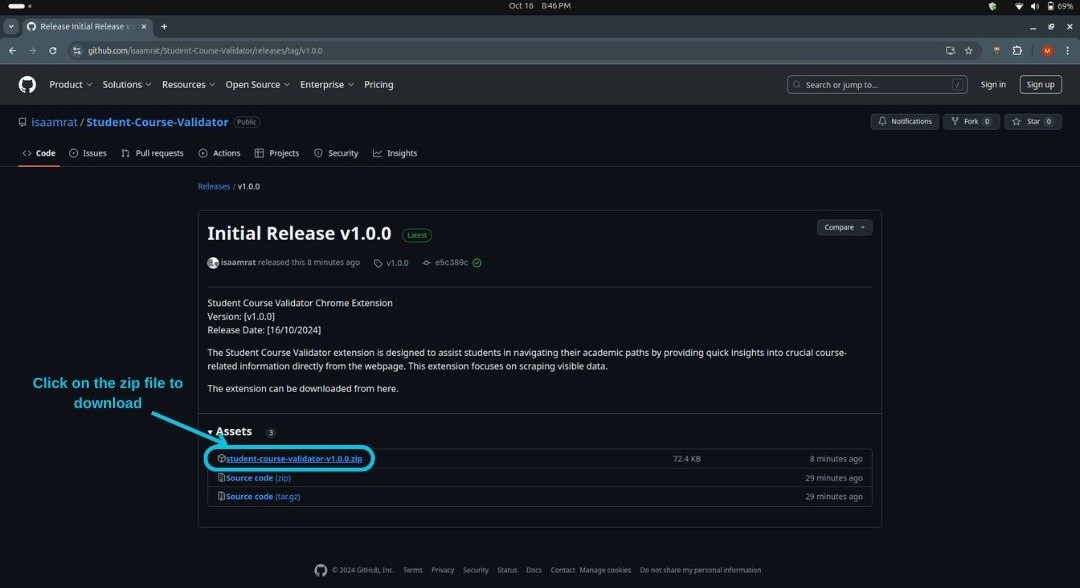 Oct 16 8:46 PM
69%
Release Initial Release v1
github.com/isaamrat/Student-Course-Validator/releases/tag/v1.0.0
M
Product Solutions Resources Open Source Enterprise Pricing
Search or jump to... /
Sign in
Sign up
isaamrat / Student-Course-Validator Public
Notifications
Fork 0
Star 0
Code Issues Pull requests Actions Projects Security Insights
Releases / v1.0.0
Initial Release v1.0.0 Latest
Compare
isaamrat released this 8 minutes ago v1.0.0 e5c380c
Student Course Validator Chrome Extension
Version: [v1.0.0]
Release Date: [16/10/2024]
The Student Course Validator extension is designed to assist students in navigating their academic paths by providing quick insights into crucial course-
related information directly from the webpage. This extension focuses on scraping visible data.
The extension can be downloaded from here.
Click on the zip file to
download
Assets 3
student-course-validator-v1.0.0.zip 72.4 KB 8 minutes ago
Source code (zip) 29 minutes ago
Source code (tar.gz) 29 minutes ago
© 2024 GitHub, Inc. Terms Privacy Security Status Docs Contact Manage cookies Do not share my personal information